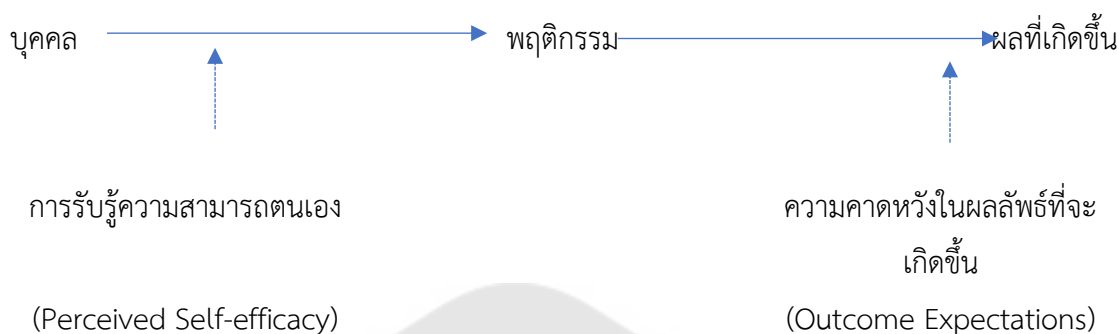 บุคคล พฤติกรรม ผลที่เกิดขึ้น
การรับรู้ความสามารถตนเอง
(Perceived Self-efficacy)
ความคาดหวังในผลลัพธ์ที่จะ
เกิดขึ้น
(Outcome Expectations)